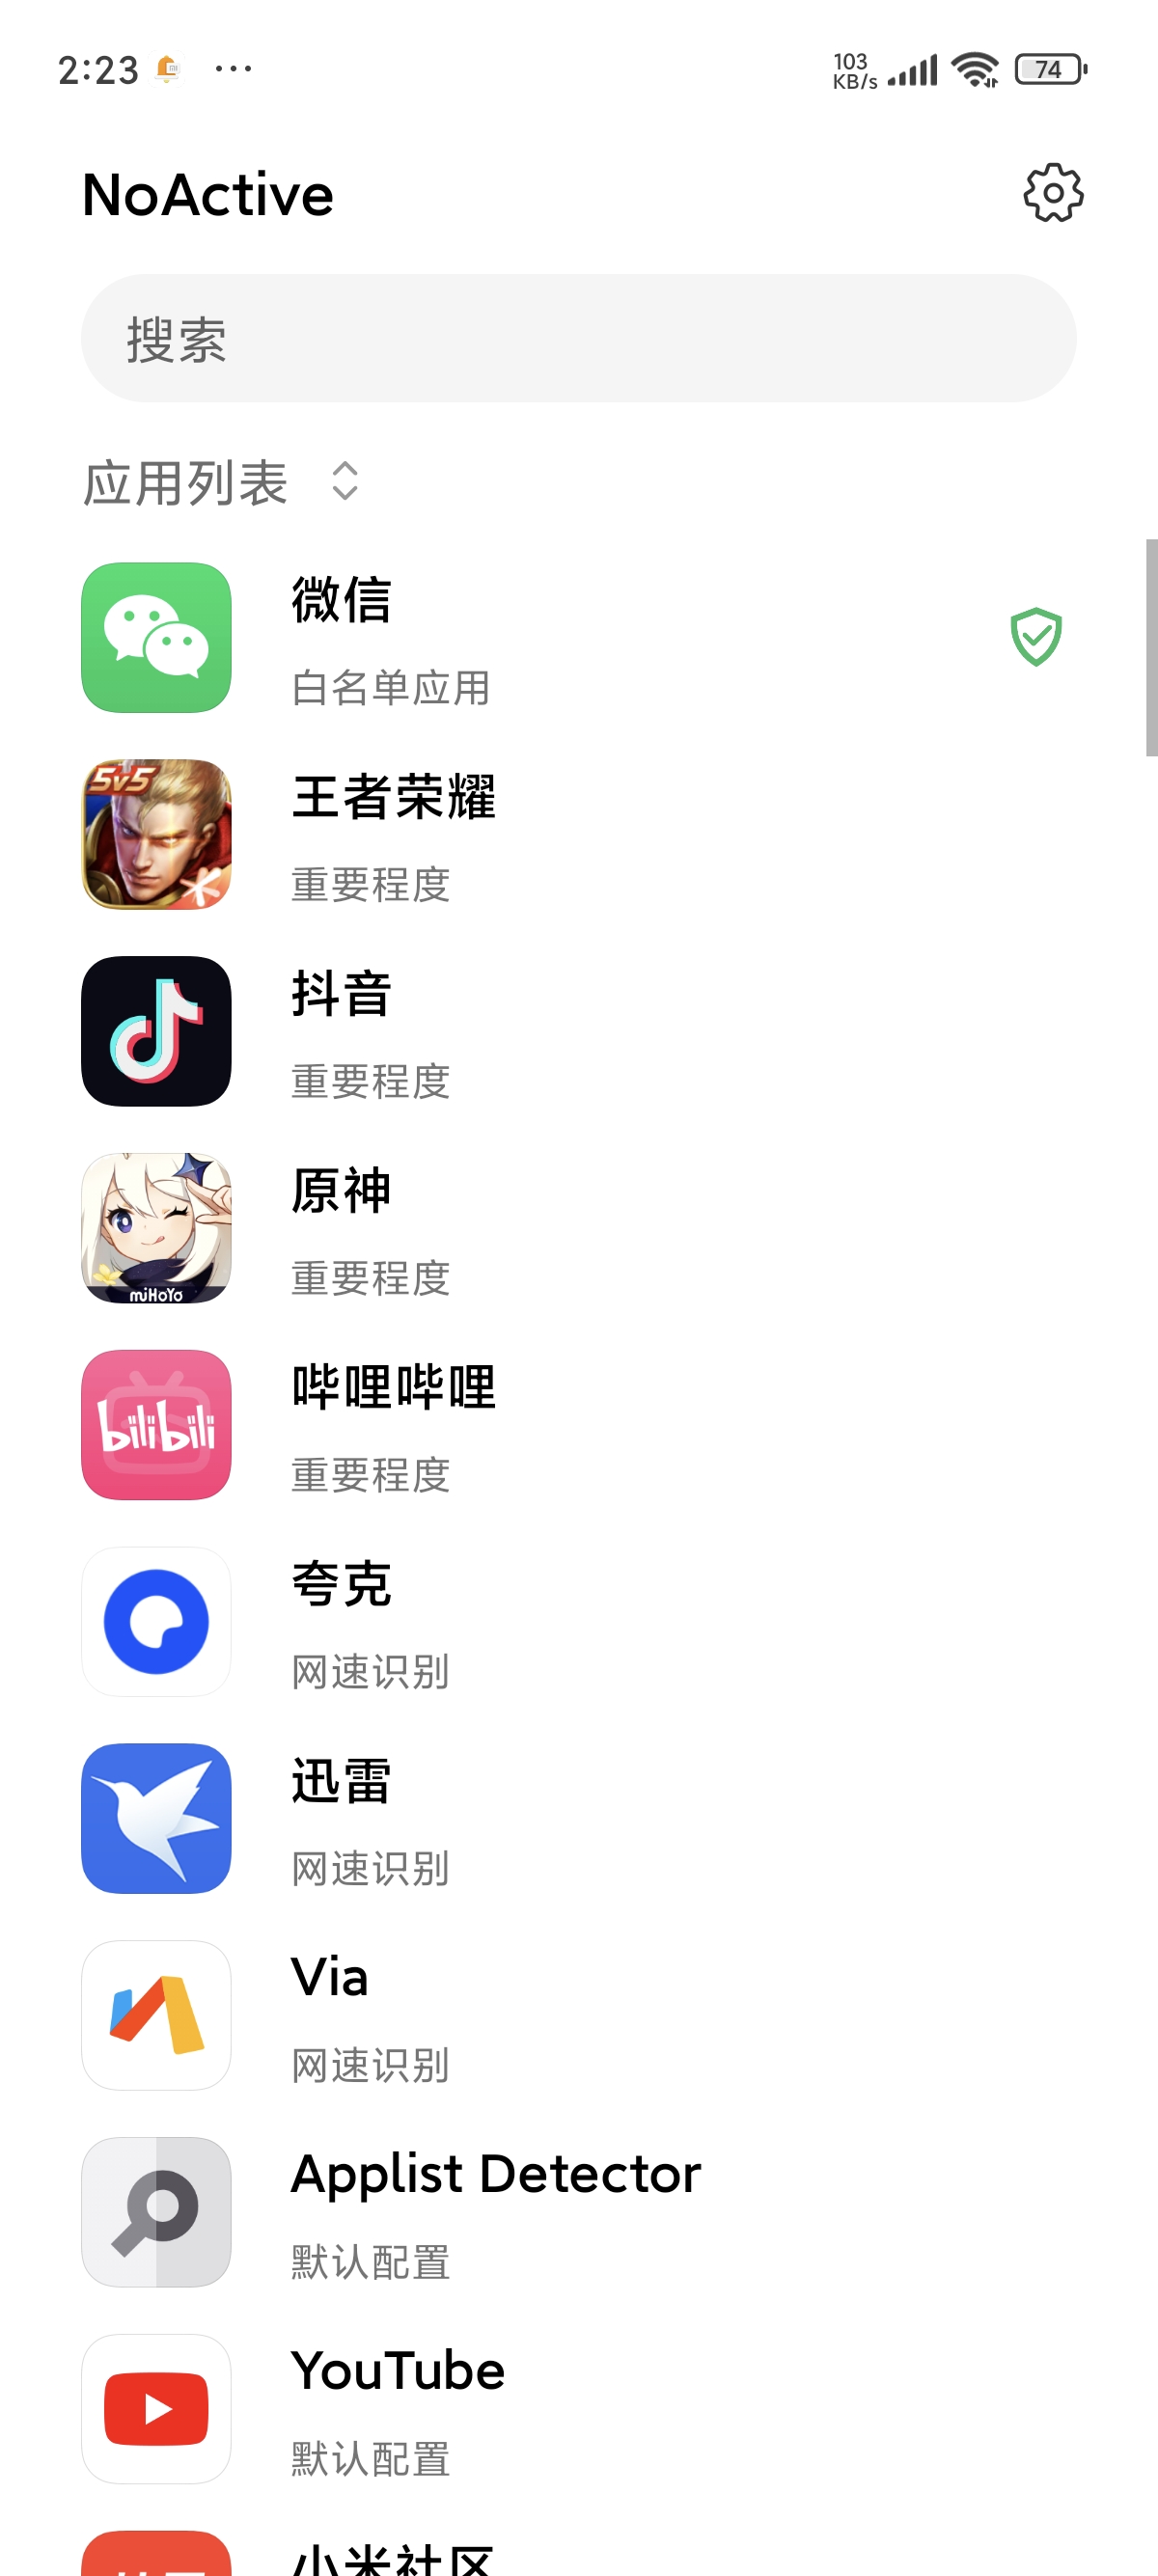 2:23 ... 103 KB/s 74
NoActive
搜索
应用列表
微信
白名单应用
5v5
王者荣耀
重要程度
抖音
重要程度
原神
重要程度
miHoYo
哔哩哔哩
bilibili
重要程度
夸克
网速识别
迅雷
网速识别
Via
网速识别
Applist Detector
默认配置
YouTube
默认配置
小米社区